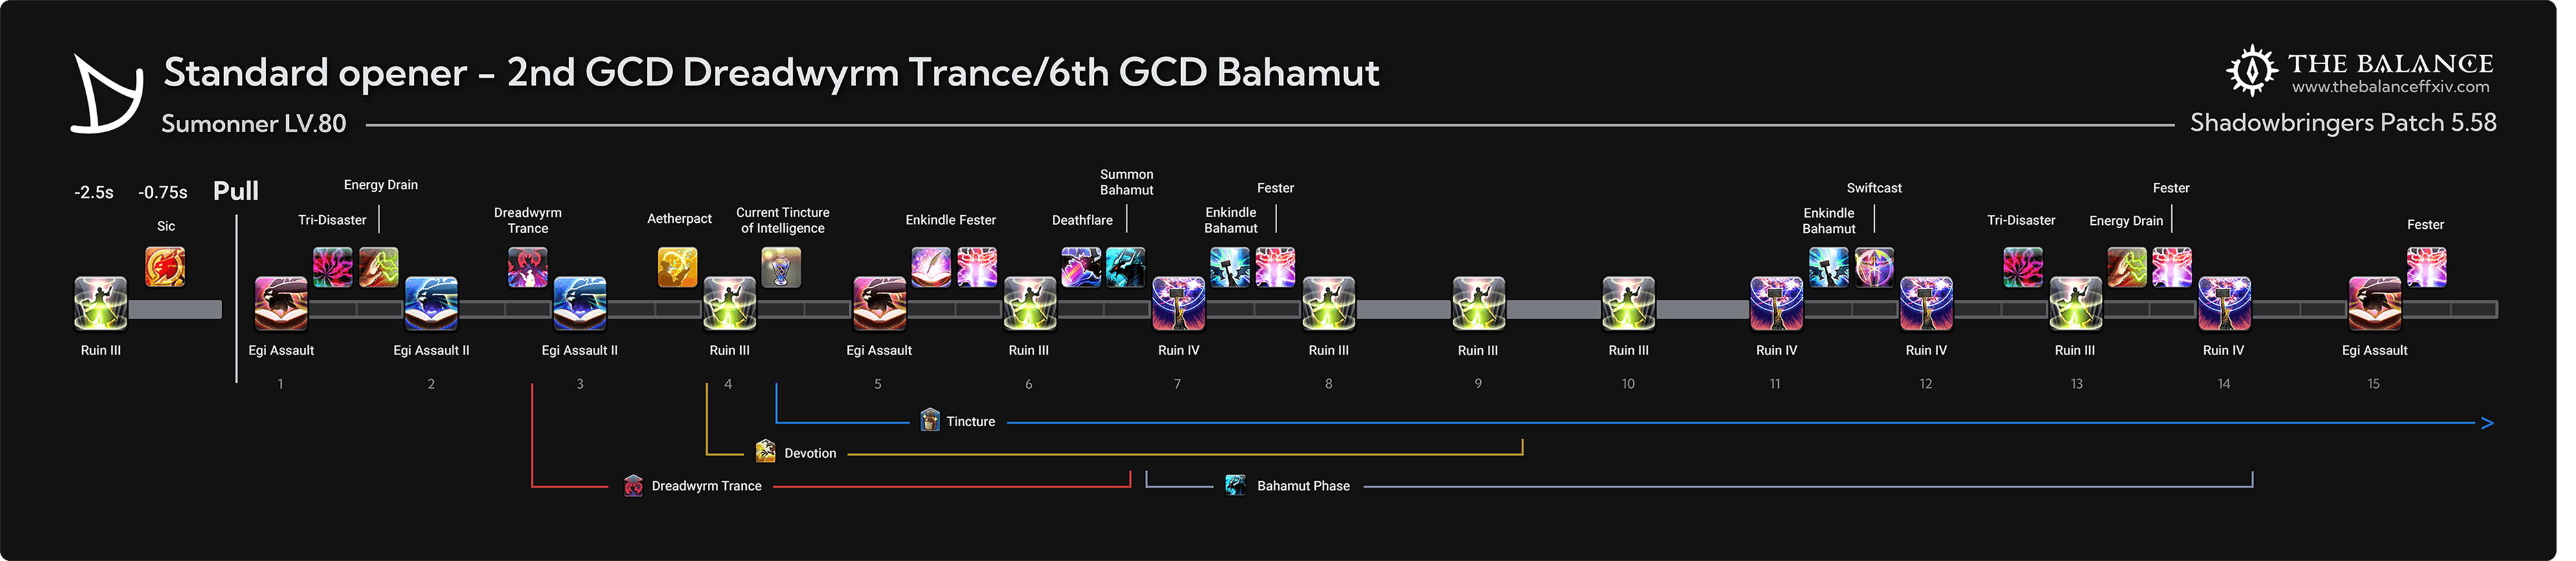 Standard opener - 2nd GCD Dreadwyrm Trance/6th GCD Bahamut
THE BALANCE
www.thebalanceffxiv.com
Sumonner LV.80
Shadowbringers Patch 5.58
-2.5s
-0.75s
Pull
Sic
Tri-Disaster
Energy Drain
Dreadwyrm
Trance
Aetherpact
Current Tincture
of Intelligence
Enkindle Fester
Deathflare
Summon
Bahamut
Enkindle
Bahamut
Fester
Enkindle
Bahamut
Swiftcast
Tri-Disaster
Energy Drain
Fester
Fester
Ruin III
Egi Assault
Egi Assault II
Egi Assault II
Ruin III
Egi Assault
Ruin III
Ruin IV
Ruin III
Ruin III
Ruin III
Ruin IV
Ruin IV
Ruin III
Ruin IV
Egi Assault
1
2
3
4
5
6
7
8
9
10
11
12
13
14
15
Tincture
Devotion
Dreadwyrm Trance
Bahamut Phase